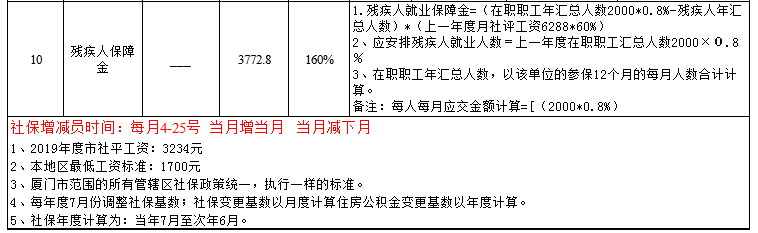 1.残疾人就业保障金=（在职职工年汇总人数2000*0.8%-残疾人年汇
总人数）*（上一年度月社评工资6288*60%）
2、应安排残疾人就业人数＝上一年度在职职工汇总人数2000×０.８
%
3、在职职工年汇总人数，以该单位的参保12个月的每月人数合计计
算。
备注：每人每月应交金额计算=[（2000*0.8%）
10 残疾人保障
金 ___ 3772.8 160%
社保增减员时间：每月4-25号 当月增当月 当月减下月
1、2019年度市社平工资：3234元
2、本地区最低工资标准：1700元
3、厦门市范围的所有管辖区社保政策统一，执行一样的标准。
4、每年度7月份调整社保基数；社保变更基数以月度计算住房公积金变更基数以年度计算。
5、社保年度计算为：当年7月至次年6月。